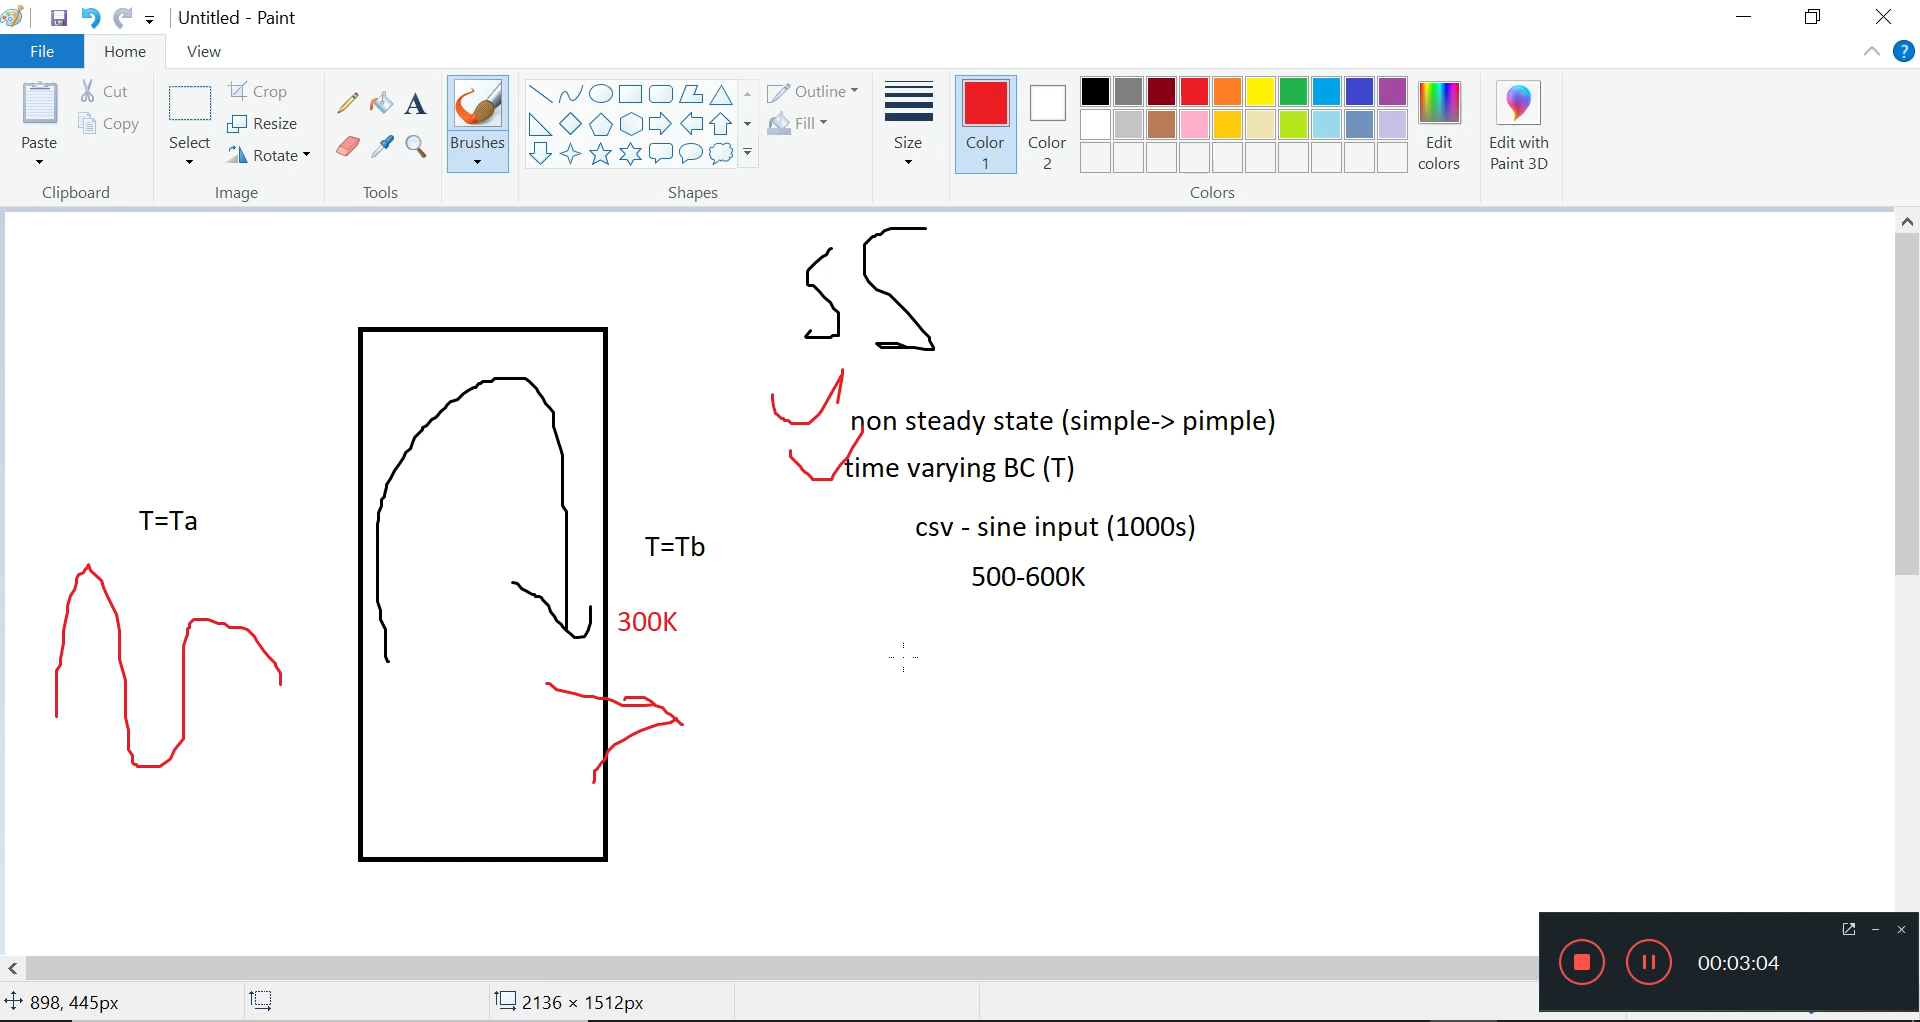 Untitled - Paint
File Home View
Paste
Cut
Copy
Clipboard
Select
Crop
Resize
Rotate
Image
A
Tools
Brushes
Shapes
Outline
Fill
Size
Color 1
Color 2
Colors
Edit colors
Edit with Paint 3D
SS
non steady state (simple-> pimple)
time varying BC (T)
csv - sine input (1000s)
500-600K
T=Ta
T=Tb
300K
00:03:04
898, 445px
2136 × 1512px